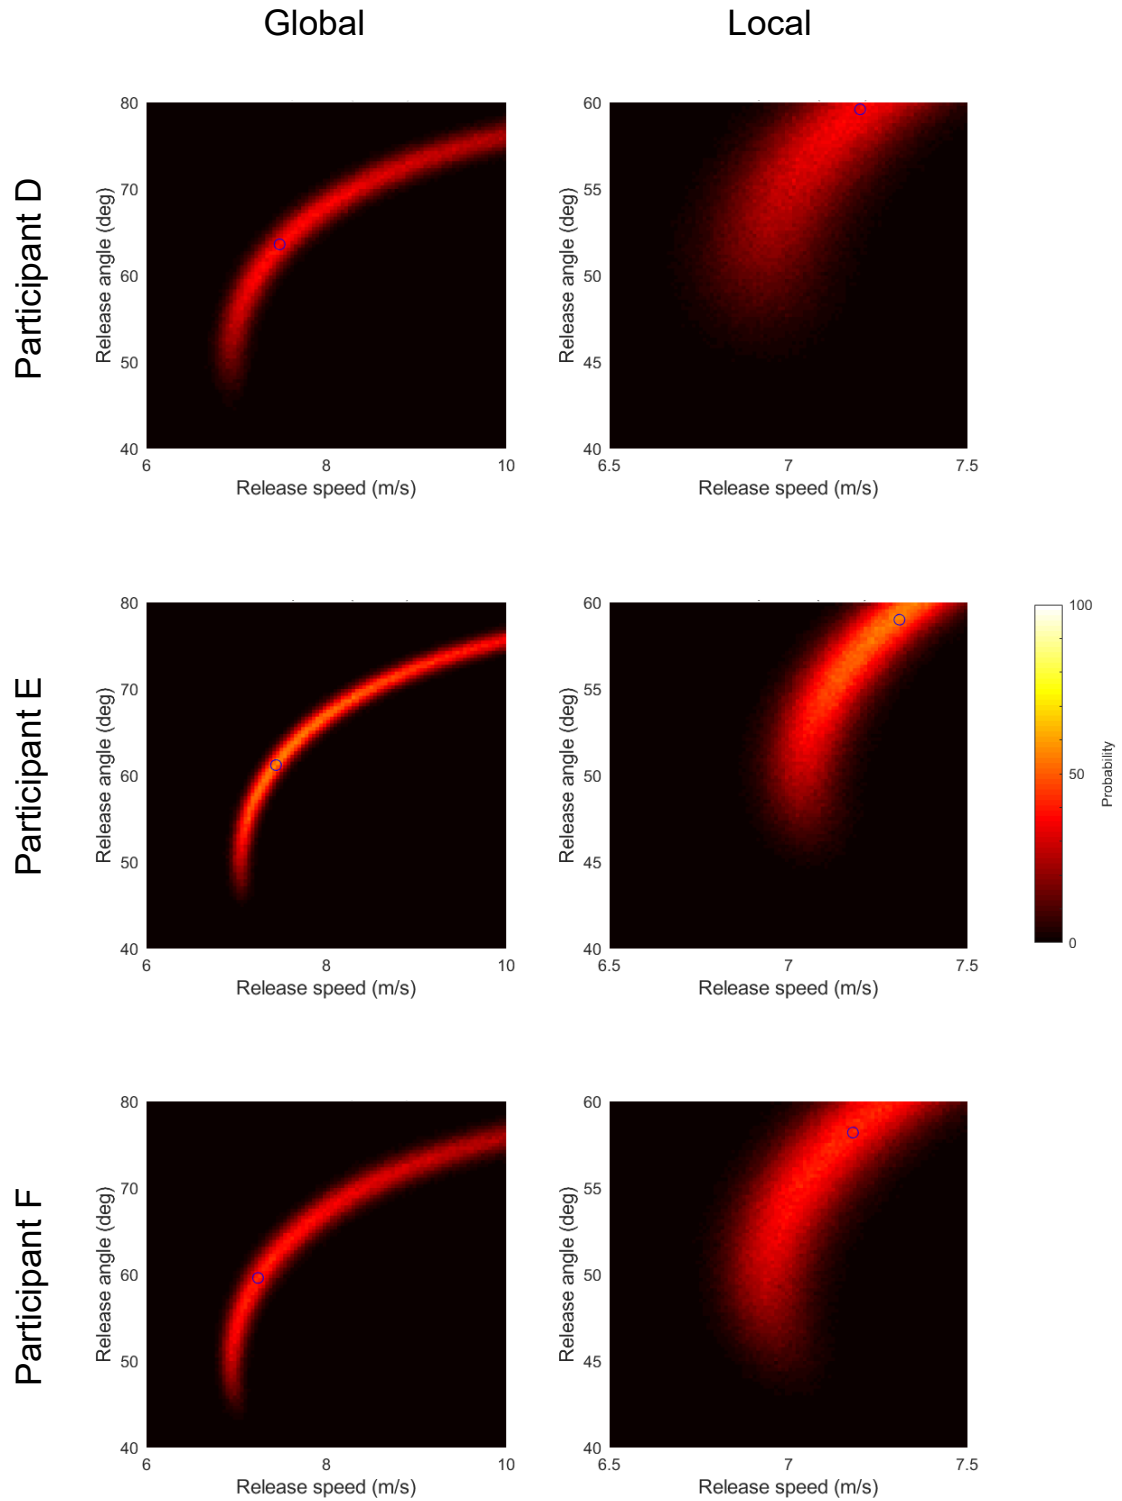 Global
Local
Participant D
80
70
60
50
40
6
8
10
Release angle (deg)
Release speed (m/s)
60
55
50
45
40
6.5
7
7.5
Release angle (deg)
Release speed (m/s)
Participant E
80
70
60
50
40
6
8
10
Release angle (deg)
Release speed (m/s)
60
55
50
45
40
6.5
7
7.5
Release angle (deg)
Release speed (m/s)
100
50
0
Probability
Participant F
80
70
60
50
40
6
8
10
Release angle (deg)
Release speed (m/s)
60
55
50
45
40
6.5
7
7.5
Release angle (deg)
Release speed (m/s)